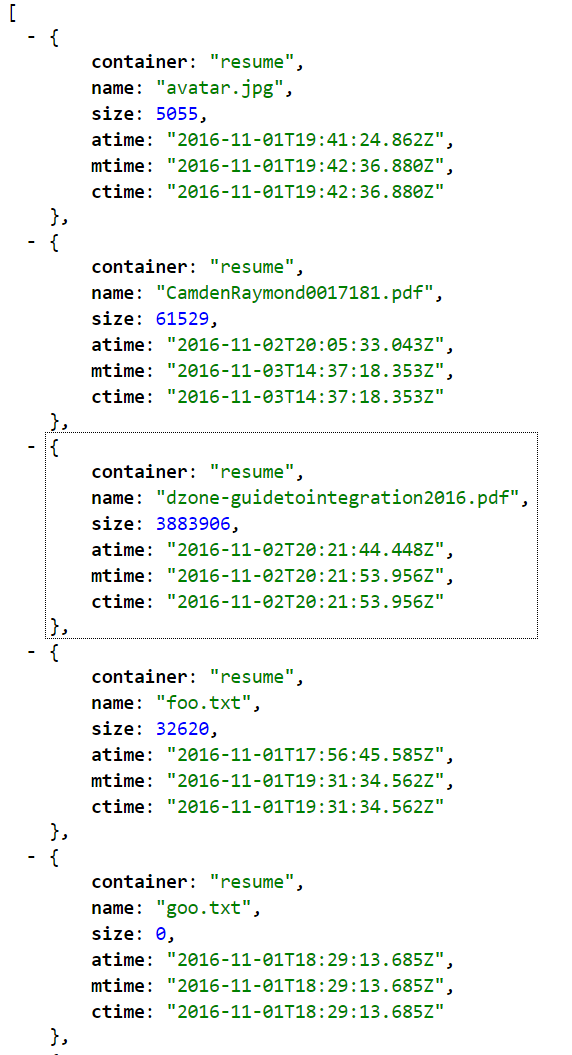 [
- {
container: "resume",
name: "avatar.jpg",
size: 5055,
atime: "2016-11-01T19:41:24.862Z",
mtime: "2016-11-01T19:42:36.880Z",
ctime: "2016-11-01T19:42:36.880Z"
},
- {
container: "resume",
name: "CamdenRaymond0017181.pdf",
size: 61529,
atime: "2016-11-02T20:05:33.043Z",
mtime: "2016-11-03T14:37:18.353Z",
ctime: "2016-11-03T14:37:18.353Z"
},
- {
container: "resume",
name: "dzone-guidetointegration2016.pdf",
size: 3883906,
atime: "2016-11-02T20:21:44.448Z",
mtime: "2016-11-02T20:21:53.956Z",
ctime: "2016-11-02T20:21:53.956Z"
},
- {
container: "resume",
name: "foo.txt",
size: 32620,
atime: "2016-11-01T17:56:45.585Z",
mtime: "2016-11-01T19:31:34.562Z",
ctime: "2016-11-01T19:31:34.562Z"
},
- {
container: "resume",
name: "goo.txt",
size: 0,
atime: "2016-11-01T18:29:13.685Z",
mtime: "2016-11-01T18:29:13.685Z",
ctime: "2016-11-01T18:29:13.685Z"
},